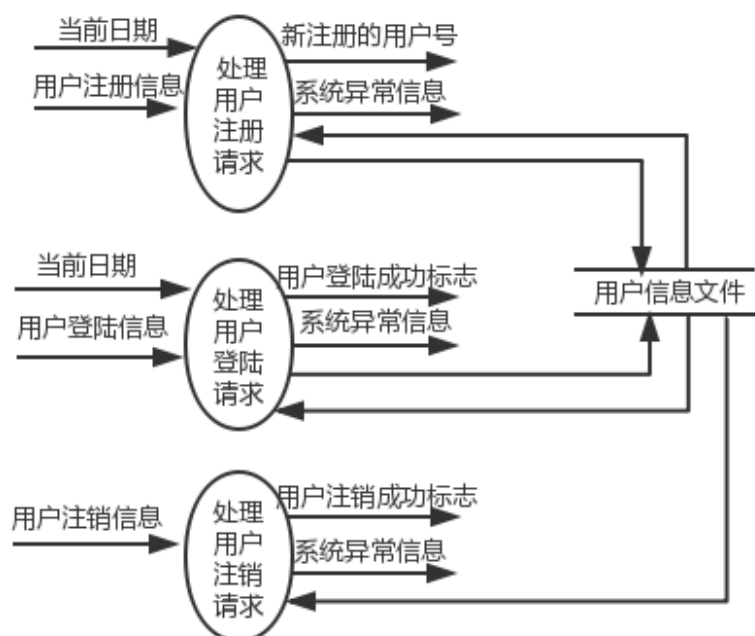 当前日期
用户注册信息
处理
用户
注册
请求
新注册的用户号
系统异常信息
当前日期
用户登陆信息
处理
用户
登陆
请求
用户登陆成功标志
系统异常信息
用户信息文件
用户注销信息
处理
用户
注销
请求
用户注销成功标志
系统异常信息